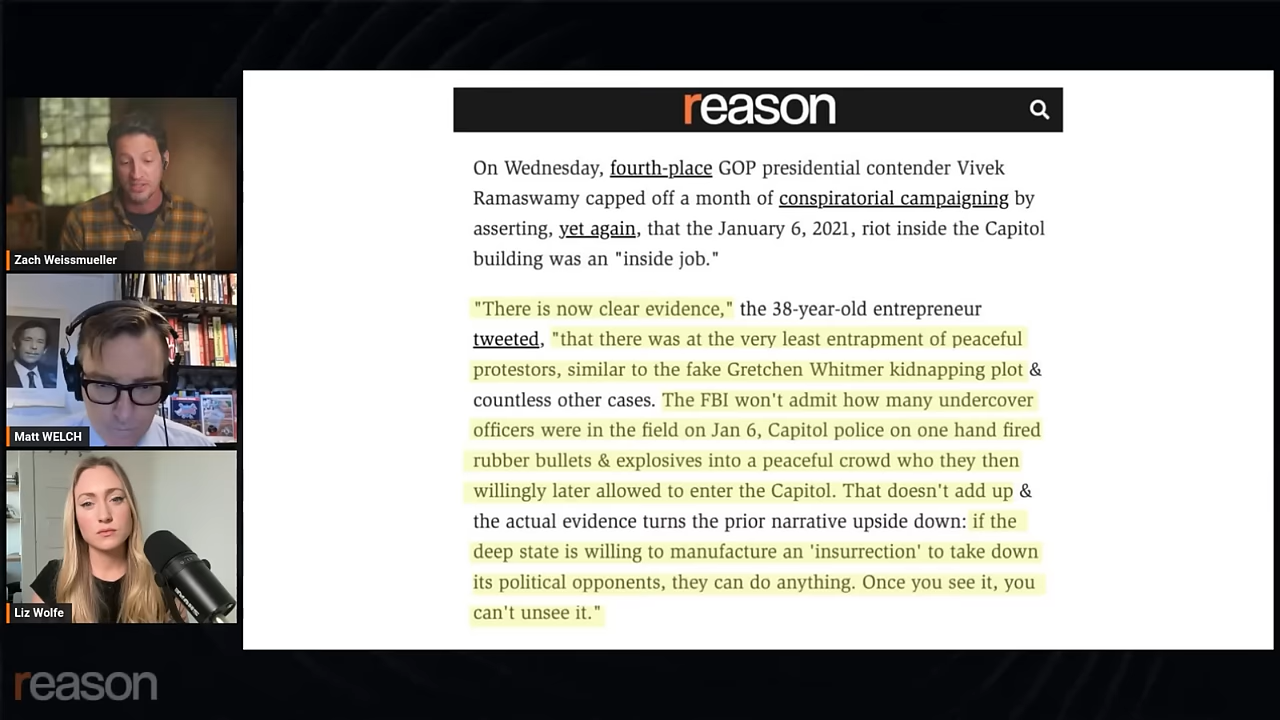 reason
On Wednesday, fourth-place GOP presidential contender Vivek
Ramaswamy capped off a month of conspiratorial campaigning by
asserting, yet again, that the January 6, 2021, riot inside the Capitol
building was an "inside job."
"There is now clear evidence," the 38-year-old entrepreneur
tweeted, "that there was at the very least entrapment of peaceful
protestors, similar to the fake Gretchen Whitmer kidnapping plot &
countless other cases. The FBI won't admit how many undercover
officers were in the field on Jan 6, Capitol police on one hand fired
rubber bullets & explosives into a peaceful crowd who they then
willingly later allowed to enter the Capitol. That doesn't add up &
the actual evidence turns the prior narrative upside down: if the
deep state is willing to manufacture an 'insurrection' to take down
its political opponents, they can do anything. Once you see it, you
can't unsee it."
Zach Weissmueller
Matt WELCH
Liz Wolfe
reason